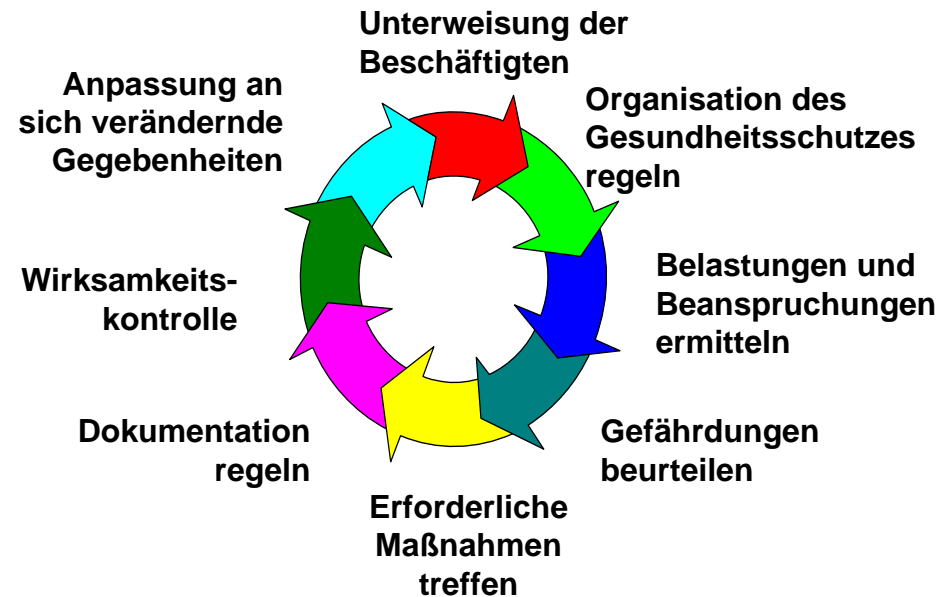 Unterweisung der
Beschäftigten
Organisation des
Gesundheitsschutzes
regeln
Belastungen und
Beanspruchungen
ermitteln
Gefährdungen
beurteilen
Erforderliche
Maßnahmen
treffen
Dokumentation
regeln
Wirksamkeits-
kontrolle
Anpassung an
sich verändernde
Gegebenheiten